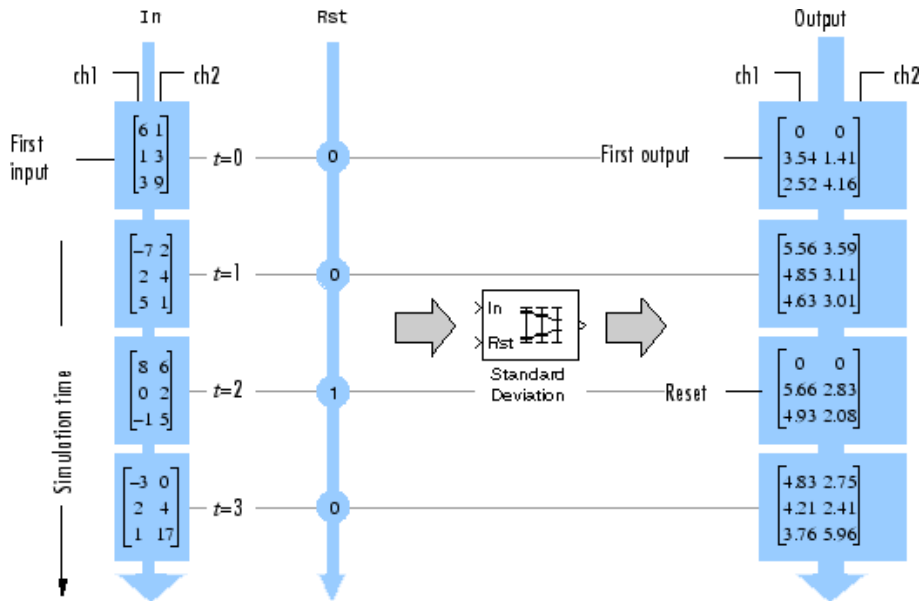 In Rst Output
ch1 ch2 ch1 ch2
First input
6 1
1 3
3 9
t=0
0
First output
0 0
3.54 1.41
2.52 4.16
-7 2
2 4
5 1
t=1
0
5.56 3.59
4.85 3.11
4.63 3.01
In
Rst
Standard
Deviation
Simulation time
8 6
0 2
-1 5
t=2
1
Reset
0 0
5.66 2.83
4.93 2.08
-3 0
2 4
1 17
t=3
0
4.83 2.75
4.21 2.41
3.76 5.96